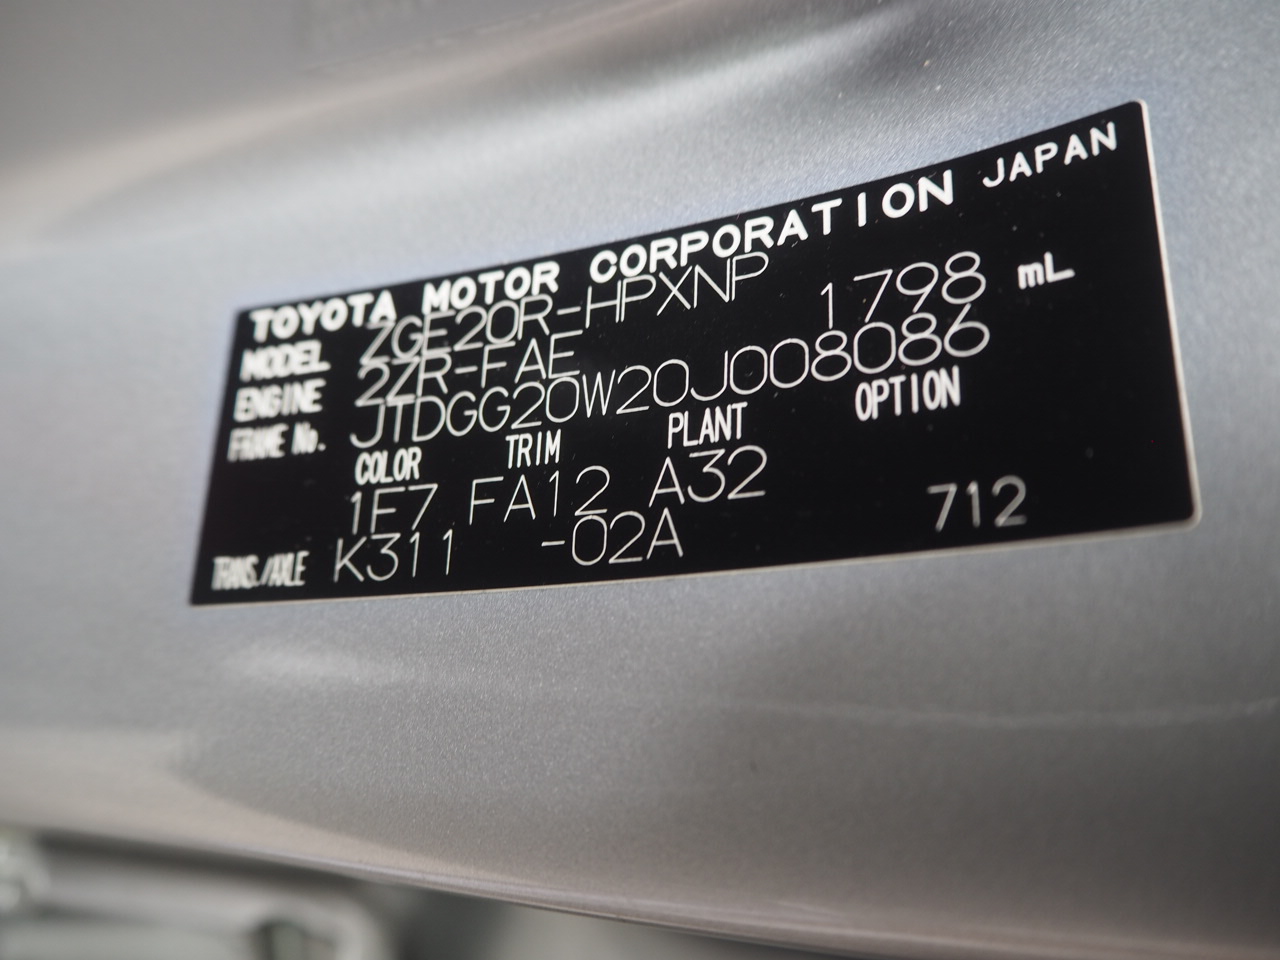 TOYOTA MOTOR CORPORATION JAPAN
MODEL ZGE20R-HPXNP
ENGINE 2ZR-FAE 1798 mL
FRAME No. JTDGG20W20J008086
COLOR TRIM PLANT OPTION
1F7 FA12 A32
TRANS./AXLE K311 -02A 712